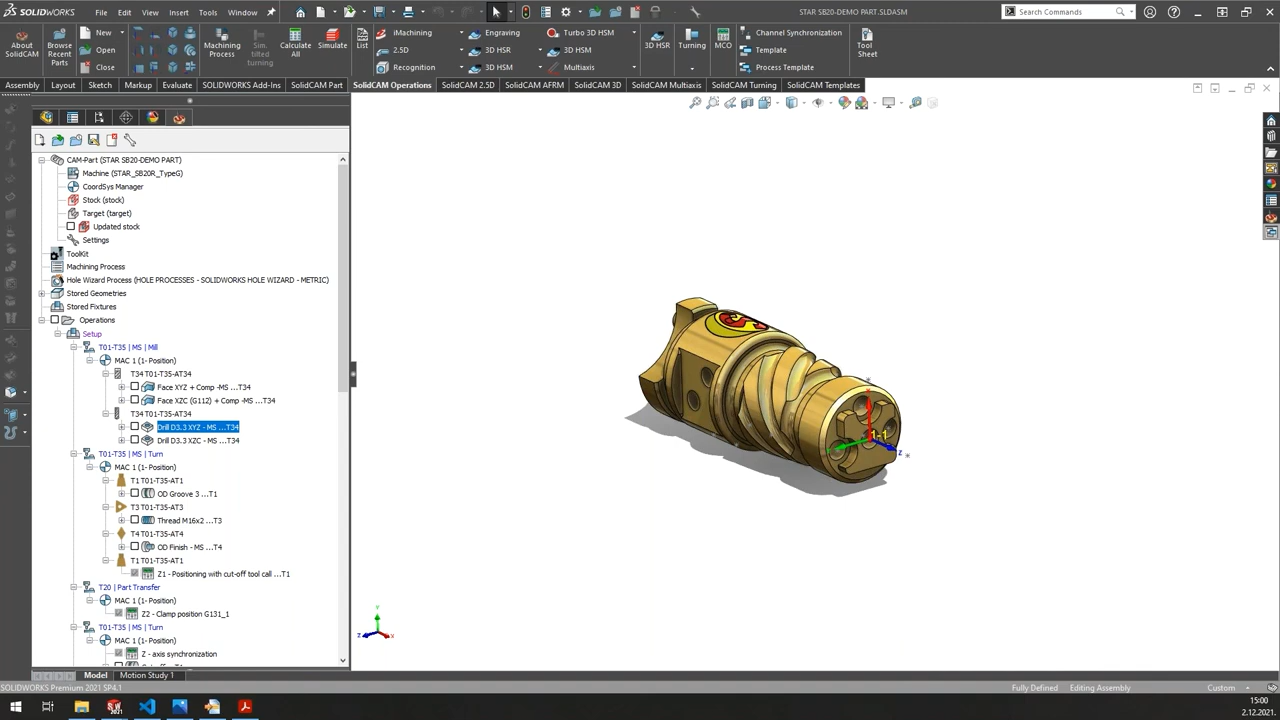 SOLIDWORKS File Edit View Insert Tools Window STAR SB20-DEMO PART.SLDASM Search Commands
About SolidCAM
Browse Recent Parts
New
Open
Close
Machining Process
Sim. tilted turning
Calculate All
Simulate
List
iMachining
2.5D
Recognition
Engraving
3D HSR
3D HSM
Turbo 3D HSM
3D HSM
Multiaxis
3D HSR
Turning
MCO
Channel Synchronization
Template
Process Template
Tool Sheet
Assembly Layout Sketch Markup Evaluate SOLIDWORKS Add-Ins SolidCAM Part SolidCAM Operations SolidCAM 2.5D SolidCAM AFRM SolidCAM 3D SolidCAM Multiaxis SolidCAM Turning SolidCAM Templates
CAM-Part (STAR SB20-DEMO PART)
Machine (STAR_SB20R_TypeG)
CoordSys Manager
Stock (stock)
Target (target)
Updated stock
Settings
ToolKit
Machining Process
Hole Wizard Process (HOLE PROCESSES - SOLIDWORKS HOLE WIZARD - METRIC)
Stored Geometries
Stored Fixtures
Operations
Setup
T01-T35 | MS | Mill
MAC 1 (1- Position)
T34 T01-T35-AT34
Face XYZ + Comp -MS ...T34
Face XZC (G112) + Comp -MS ...T34
T34 T01-T35-AT34
Drill D3.3 XYZ - MS ...T34
Drill D3.3 XZC - MS ...T34
T01-T35 | MS | Turn
MAC 1 (1- Position)
T1 T01-T35-AT1
OD Groove 3 ...T1
T3 T01-T35-AT3
Thread M16x2 ...T3
T4 T01-T35-AT4
OD Finish - MS ...T4
T1 T01-T35-AT1
Z1 - Positioning with cut-off tool call ...T1
T20 | Part Transfer
MAC 1 (1- Position)
Z2 - Clamp position G131_1
T01-T35 | MS | Turn
MAC 1 (1- Position)
Z - axis synchronization
1-1
Z
Y
Z
X
Model Motion Study 1
SOLIDWORKS Premium 2021 SP4.1 Fully Defined Editing Assembly Custom
15:00
2.12.2021.